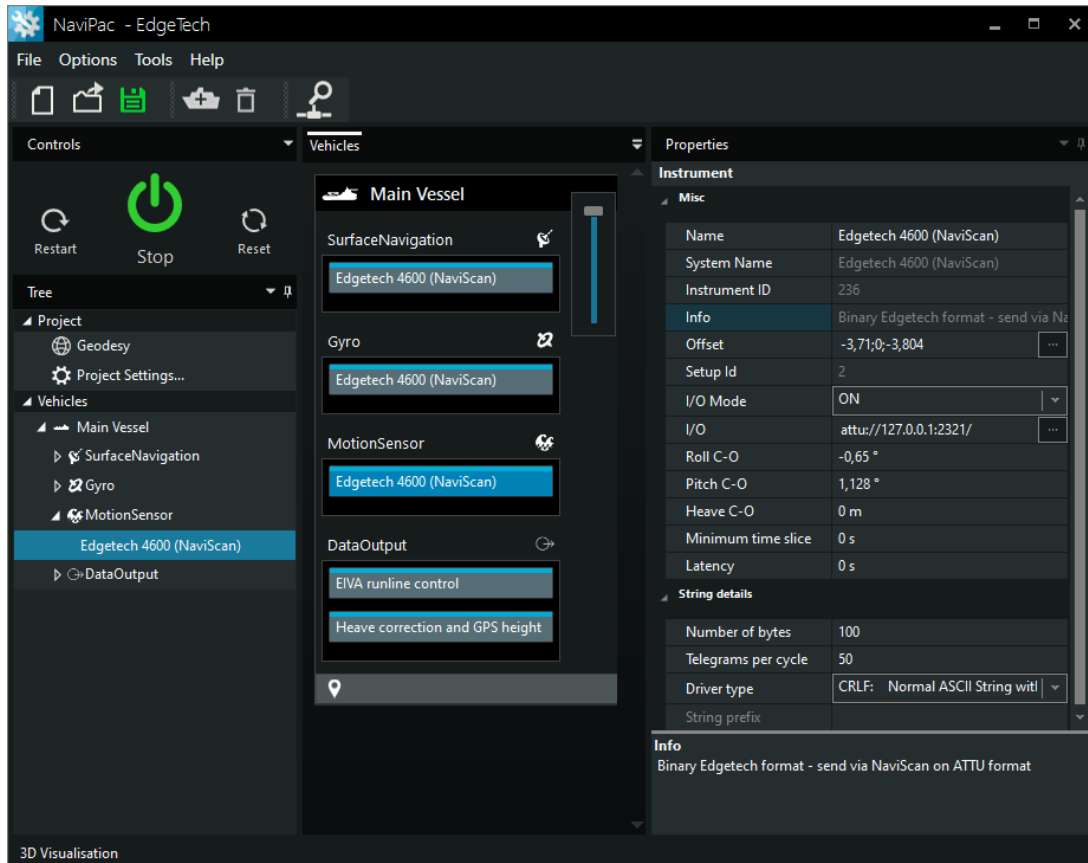 NaviPac - EdgeTech
File Options Tools Help
Controls
Restart
Stop
Reset
Tree
Project
Geodesy
Project Settings...
Vehicles
Main Vessel
SurfaceNavigation
Gyro
MotionSensor
Edgetech 4600 (NaviScan)
DataOutput
Vehicles
Main Vessel
SurfaceNavigation
Edgetech 4600 (NaviScan)
Gyro
Edgetech 4600 (NaviScan)
MotionSensor
Edgetech 4600 (NaviScan)
DataOutput
EIVA runline control
Heave correction and GPS height
Properties
Instrument
Misc
Name Edgetech 4600 (NaviScan)
System Name Edgetech 4600 (NaviScan)
Instrument ID 236
Info Binary Edgetech format - send via Na
Offset -3,71;0;-3,804 ...
Setup Id 2
I/O Mode ON
I/O attu://127.0.0.1:2321/ ...
Roll C-O -0,65 °
Pitch C-O 1,128 °
Heave C-O 0 m
Minimum time slice 0 s
Latency 0 s
String details
Number of bytes 100
Telegrams per cycle 50
Driver type CRLF: Normal ASCII String witl
String prefix
Info
Binary Edgetech format - send via NaviScan on ATTU format
3D Visualisation